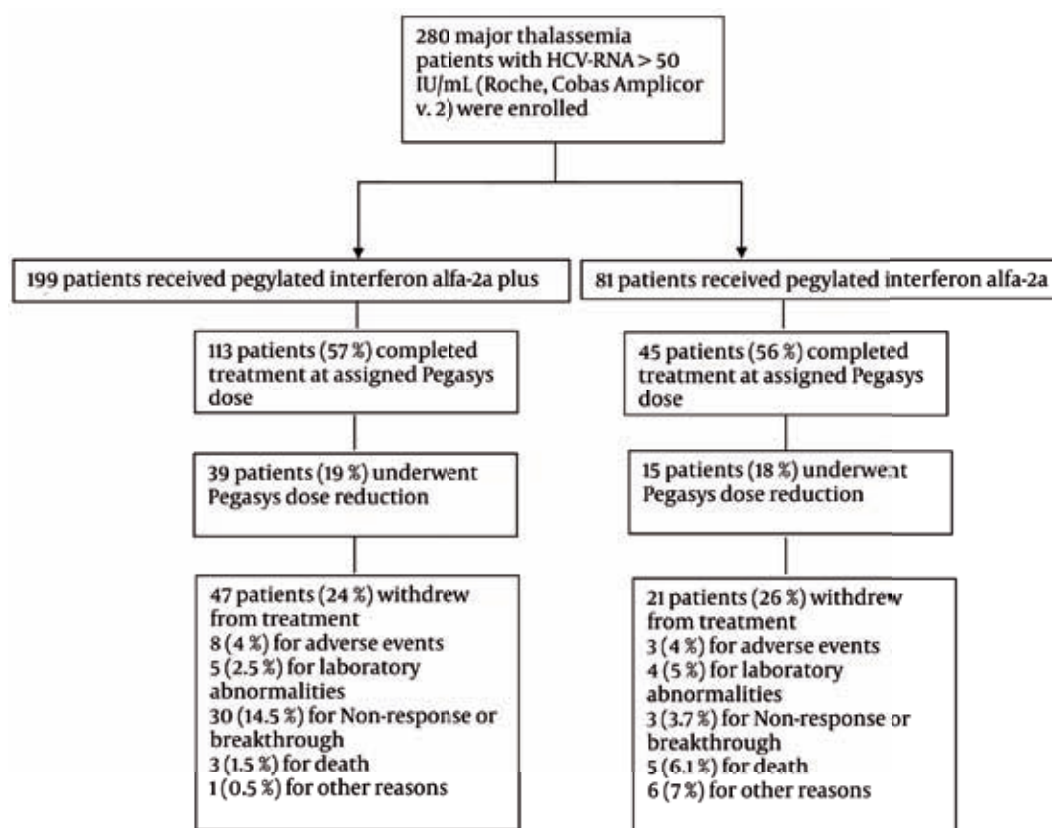 280 major thalassemia
patients with HCV-RNA > 50
IU/mL (Roche, Cobas Amplicor
v. 2) were enrolled
199 patients received pegylated interferon alfa-2a plus
81 patients received pegylated interferon alfa-2a
113 patients (57 %) completed
treatment at assigned Pegasys
dose
45 patients (56 %) completed
treatment at assigned Pegasys
dose
39 patients (19 %) underwent
Pegasys dose reduction
15 patients (18 %) underwent
Pegasys dose reduction
47 patients (24 %) withdrew
from treatment
8 (4 %) for adverse events
5 (2.5 %) for laboratory
abnormalities
30 (14.5 %) for Non-response or
breakthrough
3 (1.5 %) for death
1 (0.5 %) for other reasons
21 patients (26 %) withdrew
from treatment
3 (4 %) for adverse events
4 (5 %) for laboratory
abnormalities
3 (3.7 %) for Non-response or
breakthrough
5 (6.1 %) for death
6 (7 %) for other reasons